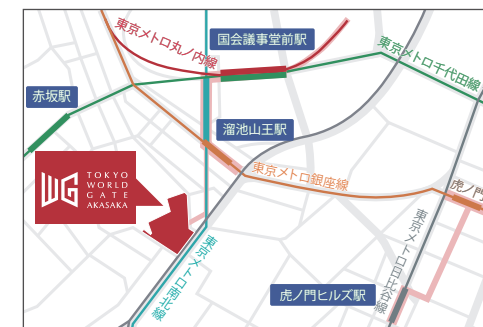 国会議事堂前駅
東京メトロ丸ノ内線
東京メトロ千代田線
赤坂駅
溜池山王駅
東京メトロ銀座線
虎ノ門
TOKYO
WORLD
GATE
AKASAKA
東京メトロ南北線
東京メトロ日比谷線
虎ノ門ヒルズ駅